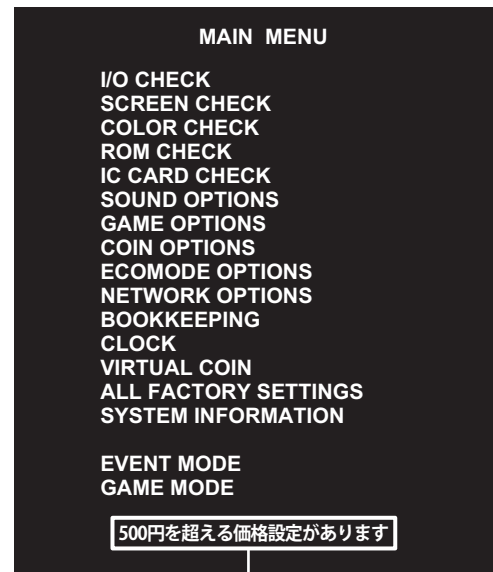 MAIN MENU
I/O CHECK
SCREEN CHECK
COLOR CHECK
ROM CHECK
IC CARD CHECK
SOUND OPTIONS
GAME OPTIONS
COIN OPTIONS
ECOMODE OPTIONS
NETWORK OPTIONS
BOOKKEEPING
CLOCK
VIRTUAL COIN
ALL FACTORY SETTINGS
SYSTEM INFORMATION
EVENT MODE
GAME MODE
500円を超える価格設定があります